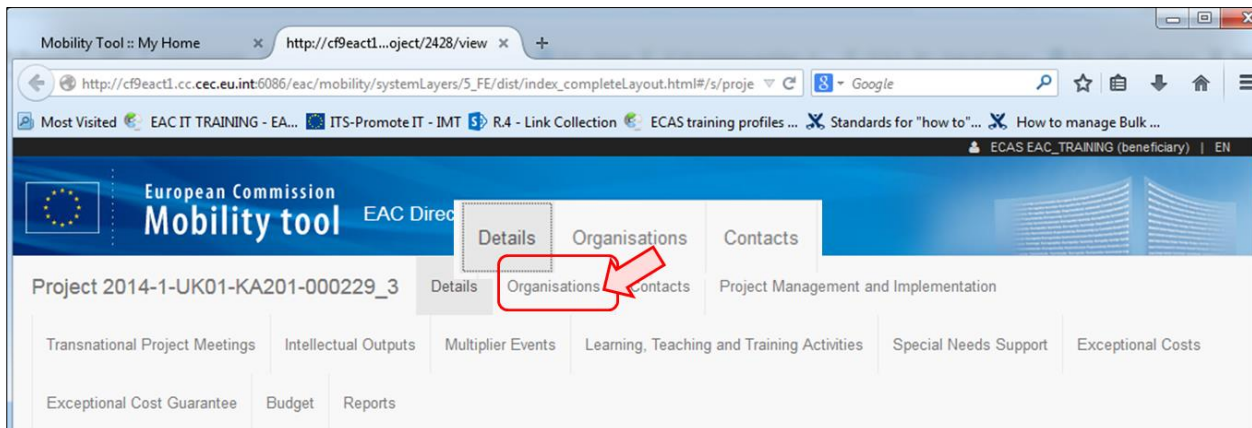 Mobility Tool :: My Home × http://cf9eact1...oject/2428/view × +
http://cf9eact1.cc.cec.eu.int:6086/eac/mobility/systemLayers/5_FE/dist/index_completeLayout.html#/s/proje Google
Most Visited EAC IT TRAINING - EA... ITS-Promote IT - IMT R.4 - Link Collection ECAS training profiles ... Standards for "how to"... How to manage Bulk ...
ECAS EAC_TRAINING (beneficiary) | EN
European Commission
Mobility tool EAC Direc
Details Organisations Contacts
Project 2014-1-UK01-KA201-000229_3 Details Organisations Contacts Project Management and Implementation
Transnational Project Meetings Intellectual Outputs Multiplier Events Learning, Teaching and Training Activities Special Needs Support Exceptional Costs
Exceptional Cost Guarantee Budget Reports